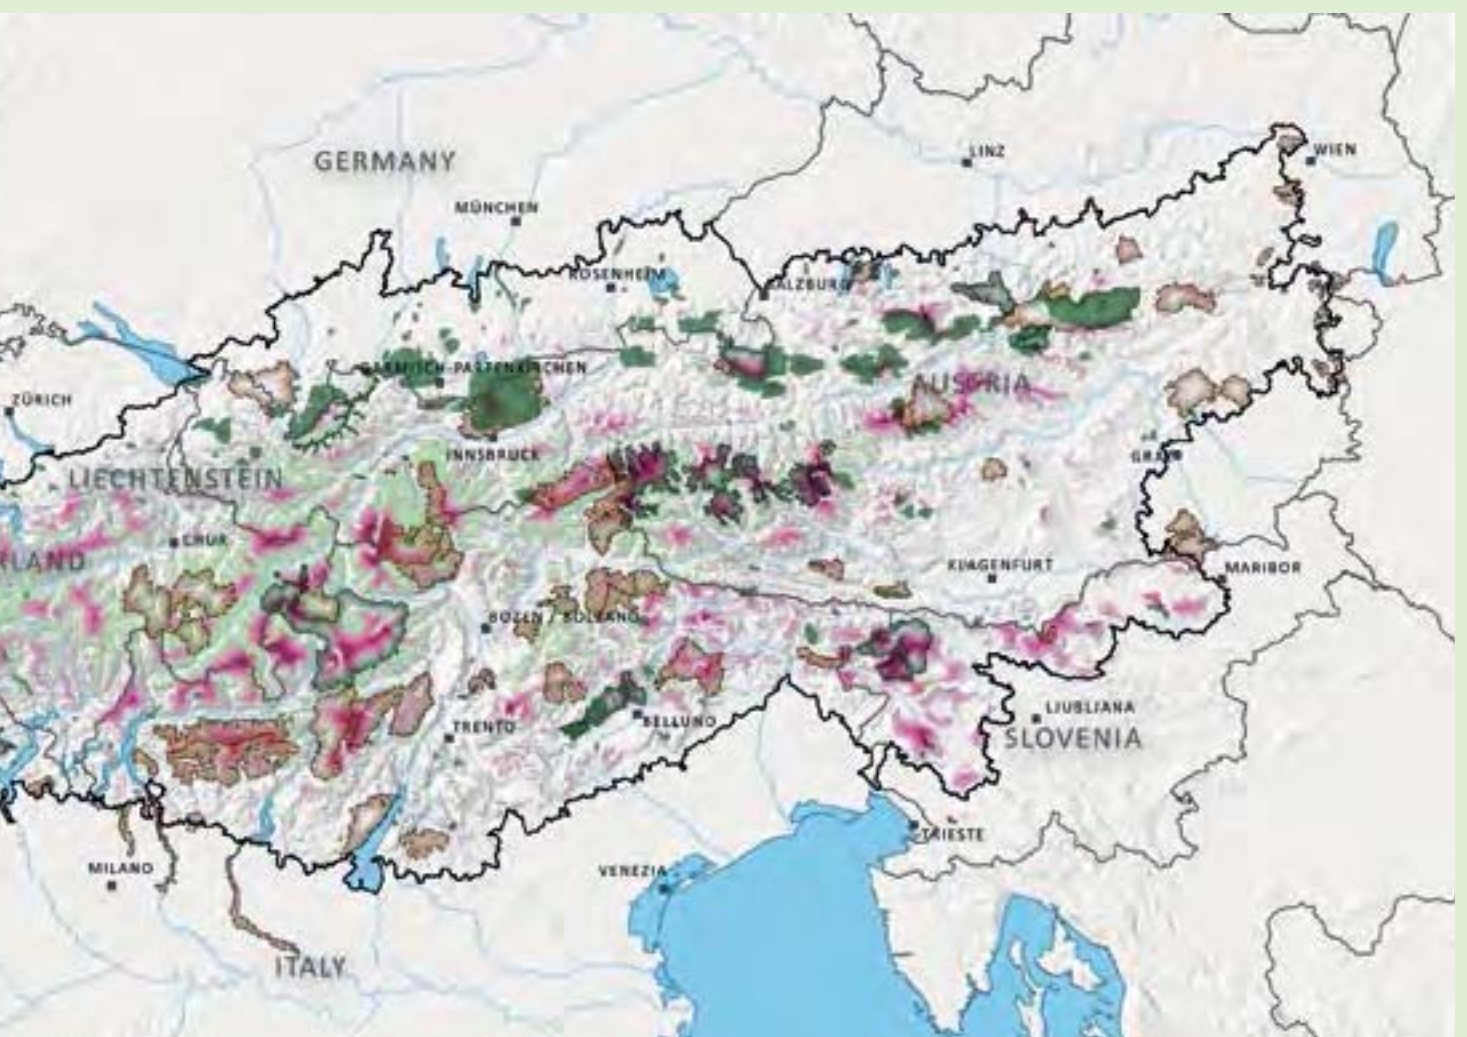 LINZ
WIEN
GERMANY
MÜNCHEN
ROSENHEIM
SALZBURG
GARMISCH-PARTENKIRCHEN
AUSTRIA
ZÜRICH
INNSBRUCK
GRAZ
LIECHTENSTEIN
CHUR
RLAND
KLAGENFURT
MARIBOR
BOZEN / BOLZANO
LJUBLJANA
TRENTO
BELLUNO
SLOVENIA
TRIESTE
MILANO
VENEZIA
ITALY